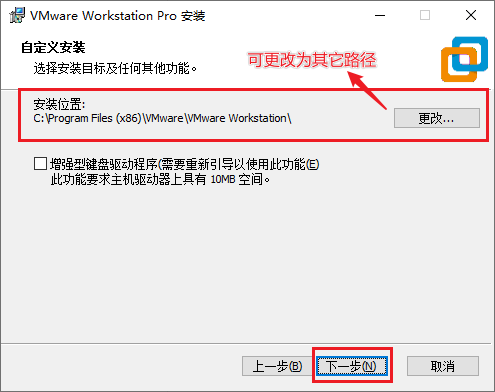 VMware Workstation Pro 安装
自定义安装
选择安装目标及任何其他功能。
可更改为其它路径
安装位置:
C:\Program Files (x86)\VMware\VMware Workstation\
更改...
增强型键盘驱动程序(需要重新引导以使用此功能(E)
此功能要求主机驱动器上具有 10MB 空间。
上一步(B) 下一步(N) 取消